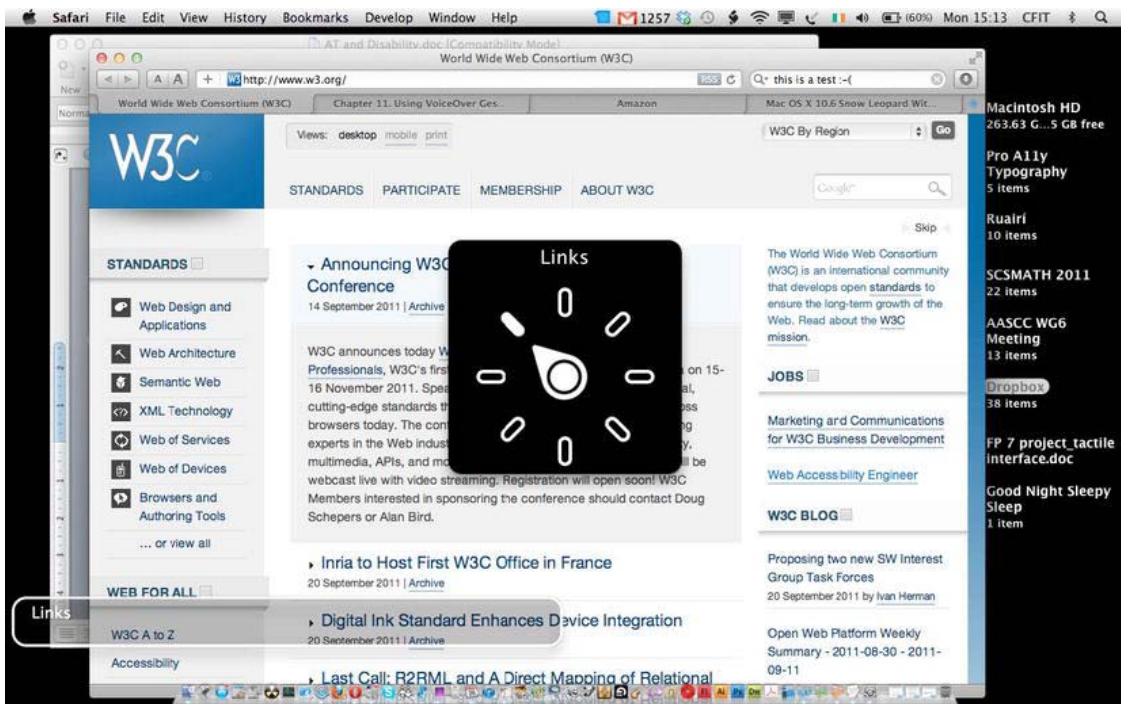 Safari File Edit View History Bookmarks Develop Window Help 1257 (60%) Mon 15:13 CFIT
AT and Disability.doc [Compatibility Mode]
World Wide Web Consortium (W3C)
New
A A + W3 http://www.w3.org/ RSS this is a test :-(
Norma
World Wide Web Consortium (W3C) Chapter 11. Using VoiceOver Ges... Amazon Mac OS X 10.6 Snow Leopard Wit...
W3C
Views: desktop mobile print
W3C By Region Go
STANDARDS PARTICIPATE MEMBERSHIP ABOUT W3C
Google
Skip
STANDARDS
Web Design and
Applications
Web Architecture
Semantic Web
XML Technology
Web of Services
Web of Devices
Browsers and
Authoring Tools
... or view all
WEB FOR ALL
W3C A to Z
Accessibility
Announcing W3C
Conference
14 September 2011 | Archive
W3C announces today W
Professionals, W3C's first on 15-
16 November 2011. Spea al,
cutting-edge standards th oss
browsers today. The con ng
experts in the Web indust y,
multimedia, APIs, and mo ll be
webcast live with video streaming. Registration will open soon! W3C
Members interested in sponsoring the conference should contact Doug
Schepers or Alan Bird.
Inria to Host First W3C Office in France
20 September 2011 | Archive
Digital Ink Standard Enhances Device Integration
20 September 2011 | Archive
Last Call: R2RML and A Direct Mapping of Relational
Links
Links
The World Wide Web Consortium
(W3C) is an international community
that develops open standards to
ensure the long-term growth of the
Web. Read about the W3C
mission.
JOBS
Marketing and Communications
for W3C Business Development
Web Accessibility Engineer
W3C BLOG
Proposing two new SW Interest
Group Task Forces
20 September 2011 by Ivan Herman
Open Web Platform Weekly
Summary - 2011-08-30 - 2011-
09-11
Macintosh HD
263.63 G...5 GB free
Pro A11y
Typography
5 items
Ruairí
10 items
SCSMATH 2011
22 items
AASCC WG6
Meeting
13 items
Dropbox
38 items
FP 7 project_tactile
interface.doc
Good Night Sleepy
Sleep
1 item